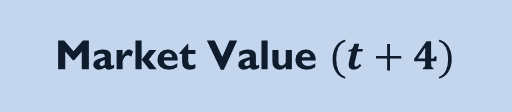 Market Value (t + 4)